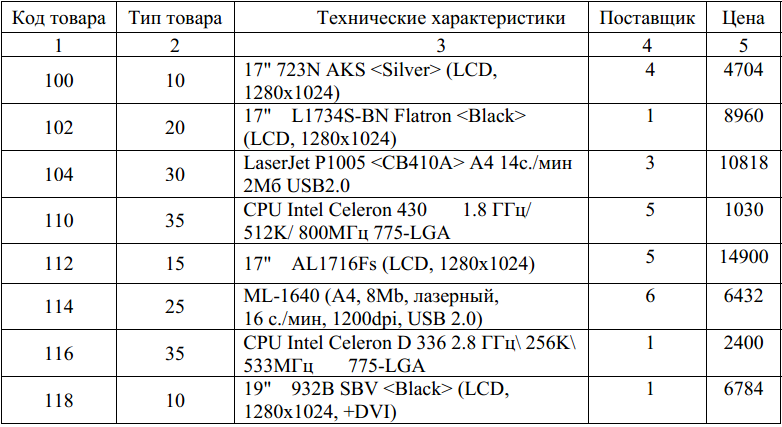 Код товара Тип товара Технические характеристики Поставщик Цена
1 2 3 4 5
100 10 17" 723N AKS <Silver> (LCD, 4 4704
1280x1024)
102 20 17" L1734S-BN Flatron <Black> 1 8960
(LCD, 1280x1024)
104 30 LaserJet P1005 <CB410A> A4 14с./мин 3 10818
2Мб USB2.0
110 35 CPU Intel Celeron 430 1.8 ГГц/ 5 1030
512K/ 800МГц 775-LGA
112 15 17" AL1716Fs (LCD, 1280x1024) 5 14900
114 25 ML-1640 (A4, 8Mb, лазерный, 6 6432
16 с./мин, 1200dpi, USB 2.0)
116 35 CPU Intel Celeron D 336 2.8 ГГц\ 256K\ 1 2400
533МГц 775-LGA
118 10 19" 932B SBV <Black> (LCD, 1 6784
1280x1024, +DVI)